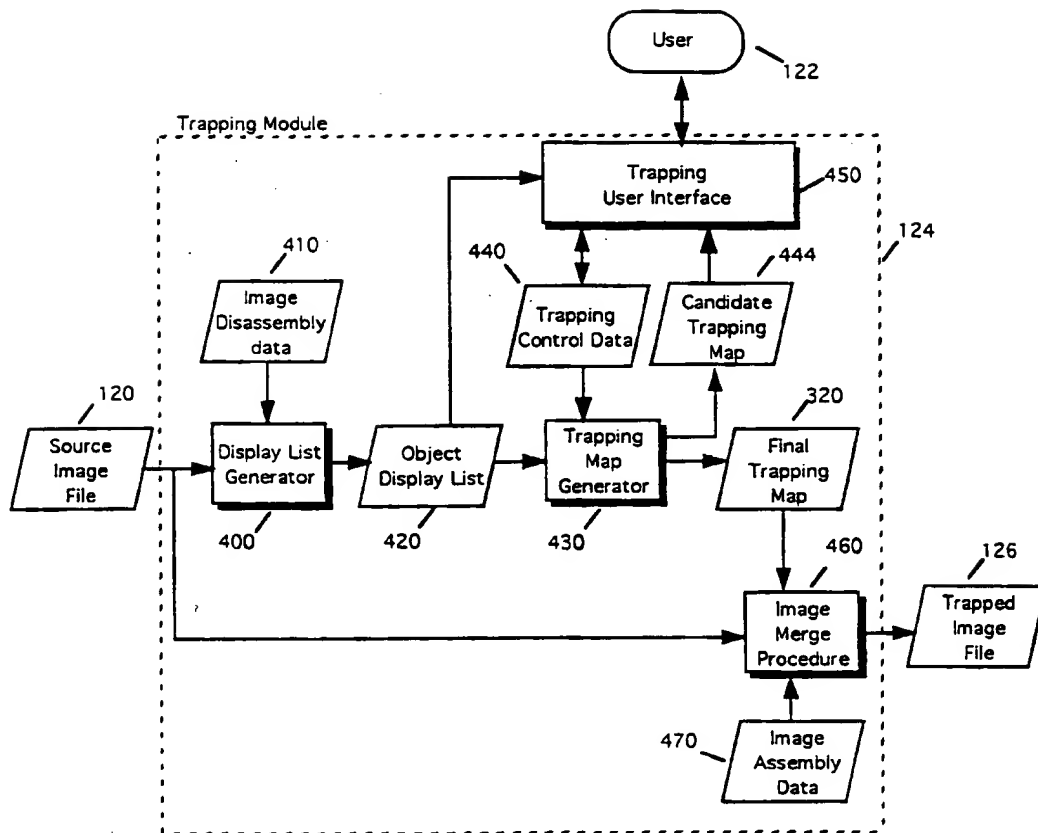 User
122
Trapping Module
Trapping
User Interface
450
124
410
440
444
Image
Disassembly
data
Trapping
Control Data
Candidate
Trapping
Map
120
320
Source
Image
File
Display List
Generator
Object
Display List
Trapping
Map
Generator
Final
Trapping
Map
400
420
430
460
126
Image
Merge
Procedure
Trapped
Image
File
470
Image
Assembly
Data